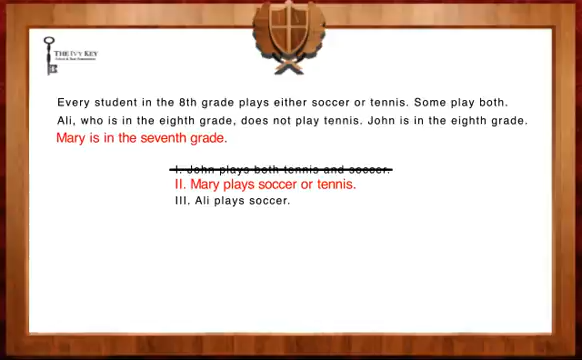 THE IVY KEY
Every student in the 8th grade plays either soccer or tennis. Some play both.
Ali, who is in the eighth grade, does not play tennis. John is in the eighth grade.
Mary is in the seventh grade.
I. John plays both tennis and soccer.
II. Mary plays soccer or tennis.
III. Ali plays soccer.